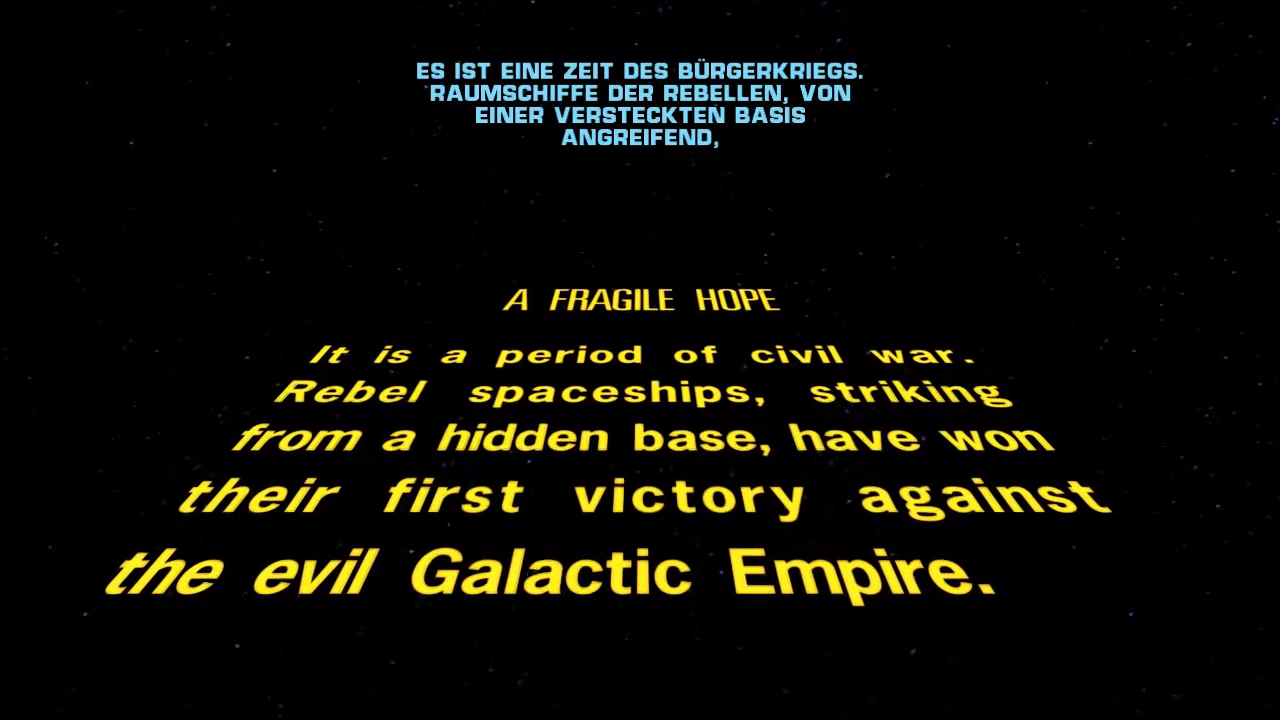 ES IST EINE ZEIT DES BÜRGERKRIEGS.
RAUMSCHIFFE DER REBELLEN, VON
EINER VERSTECKTEN BASIS
ANGREIFEND,
A FRAGILE HOPE
It is a period of civil war.
Rebel spaceships, striking
from a hidden base, have won
their first victory against
the evil Galactic Empire.